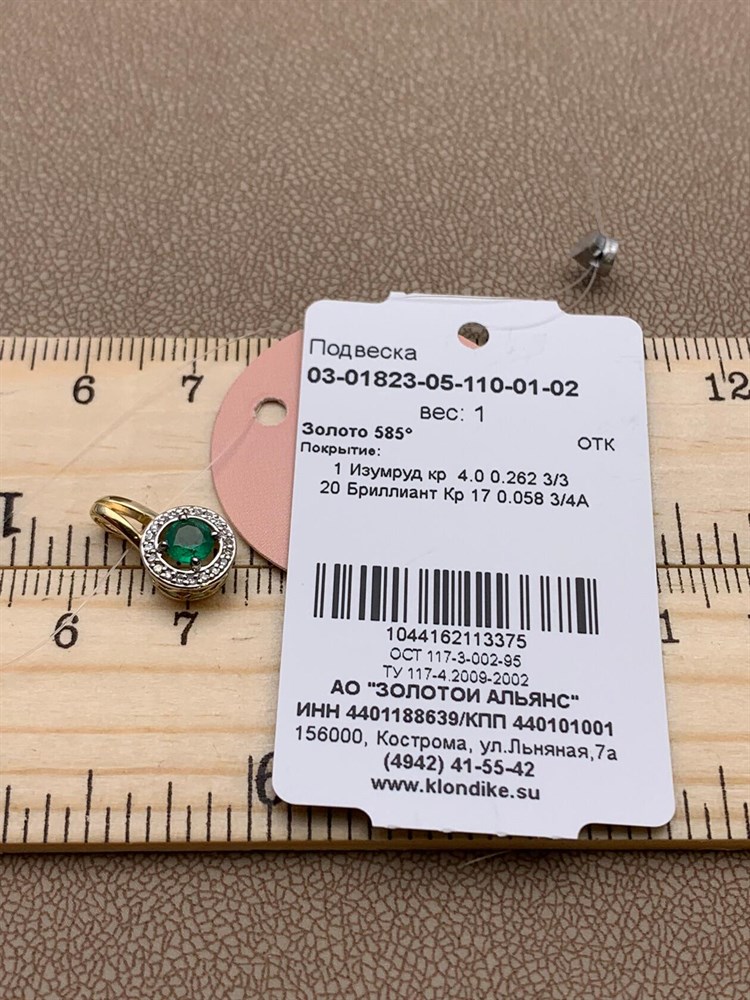 Подвеска
03-01823-05-110-01-02
вес: 1
Золото 585°
ОТК
Покрытие:
1 Изумруд кр 4.0 0.262 3/3
20 Бриллиант Кр 17 0.058 3/4А
1044162113375
ОСТ 117-3-002-95
ТУ 117-4.2009-2002
АО "ЗОЛОТОЙ АЛЬЯНС"
ИНН 4401188639/КПП 440101001
156000, Кострома, ул.Льняная,7а
(4942) 41-55-42
www.klondike.su
6 7 12
1
6 7 1
6